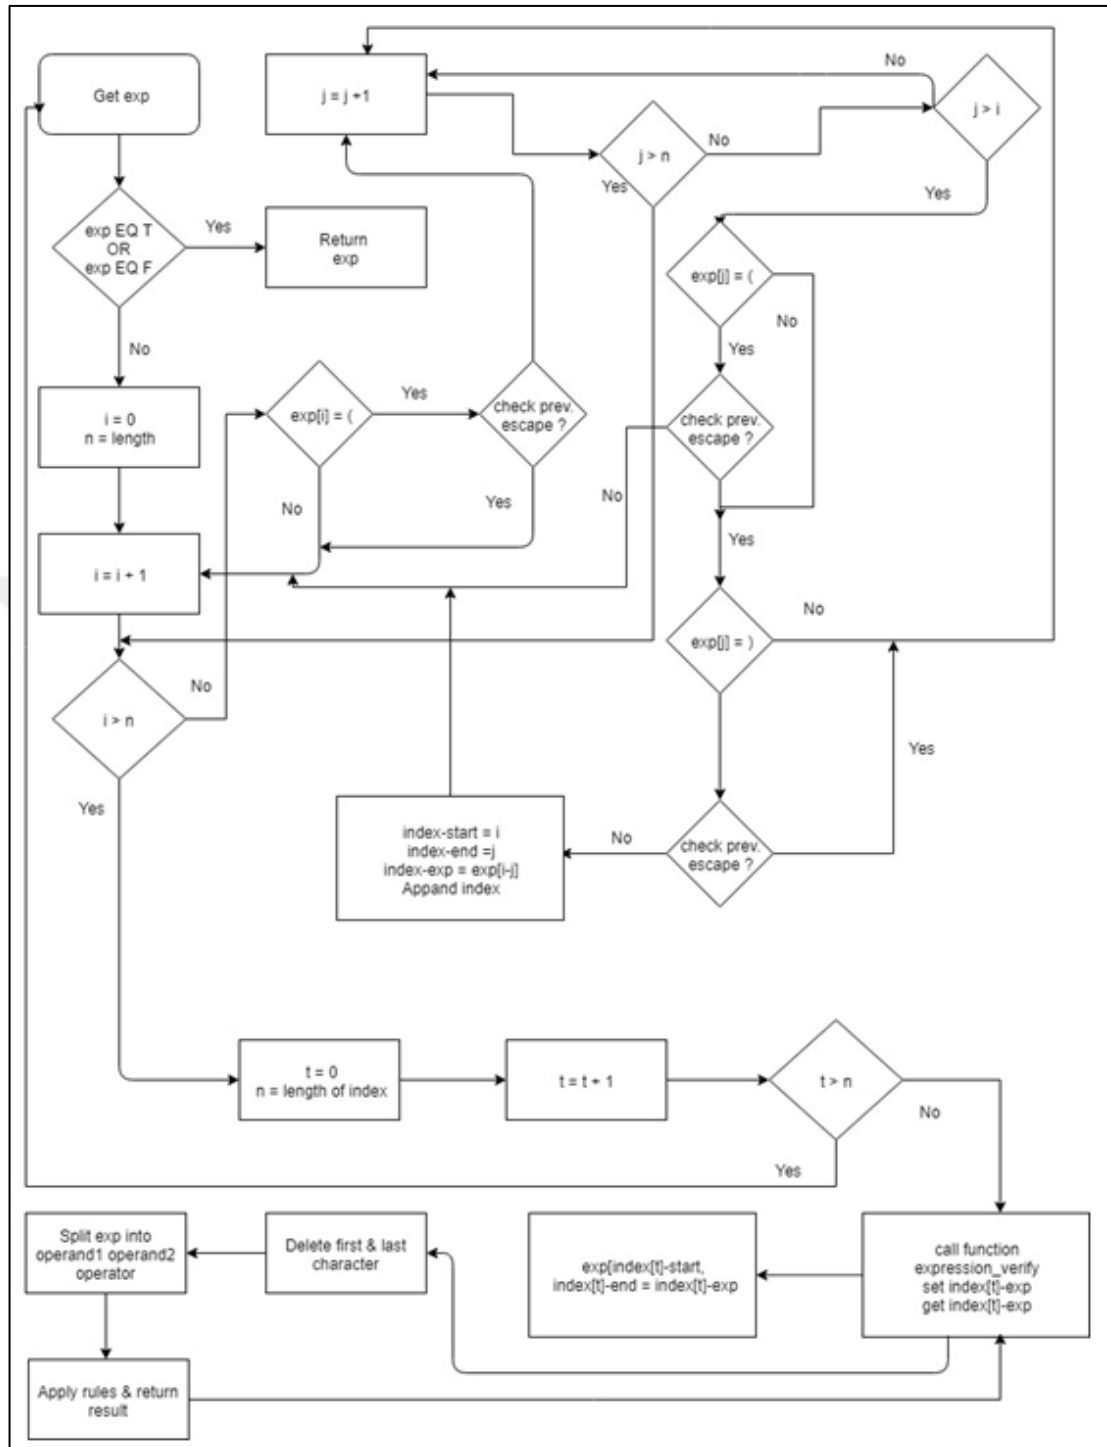 Get exp
exp EQ T
OR
exp EQ F
Yes
Return
exp
No
i = 0
n = length
i = i + 1
i > n
No
Yes
exp[i] = (
Yes
No
check prev.
escape ?
Yes
j = j +1
j > n
No
Yes
j > i
No
Yes
exp[j] = (
No
Yes
check prev.
escape ?
No
Yes
exp[j] = )
No
check prev.
escape ?
Yes
No
index-start = i
index-end =j
index-exp = exp[i-j]
Appand index
t = 0
n = length of index
t = t + 1
t > n
No
Yes
call function
expression_verify
set index[t]-exp
get index[t]-exp
exp[index[t]-start,
index[t]-end = index[t]-exp
Delete first & last
character
Split exp into
operand1 operand2
operator
Apply rules & return
result